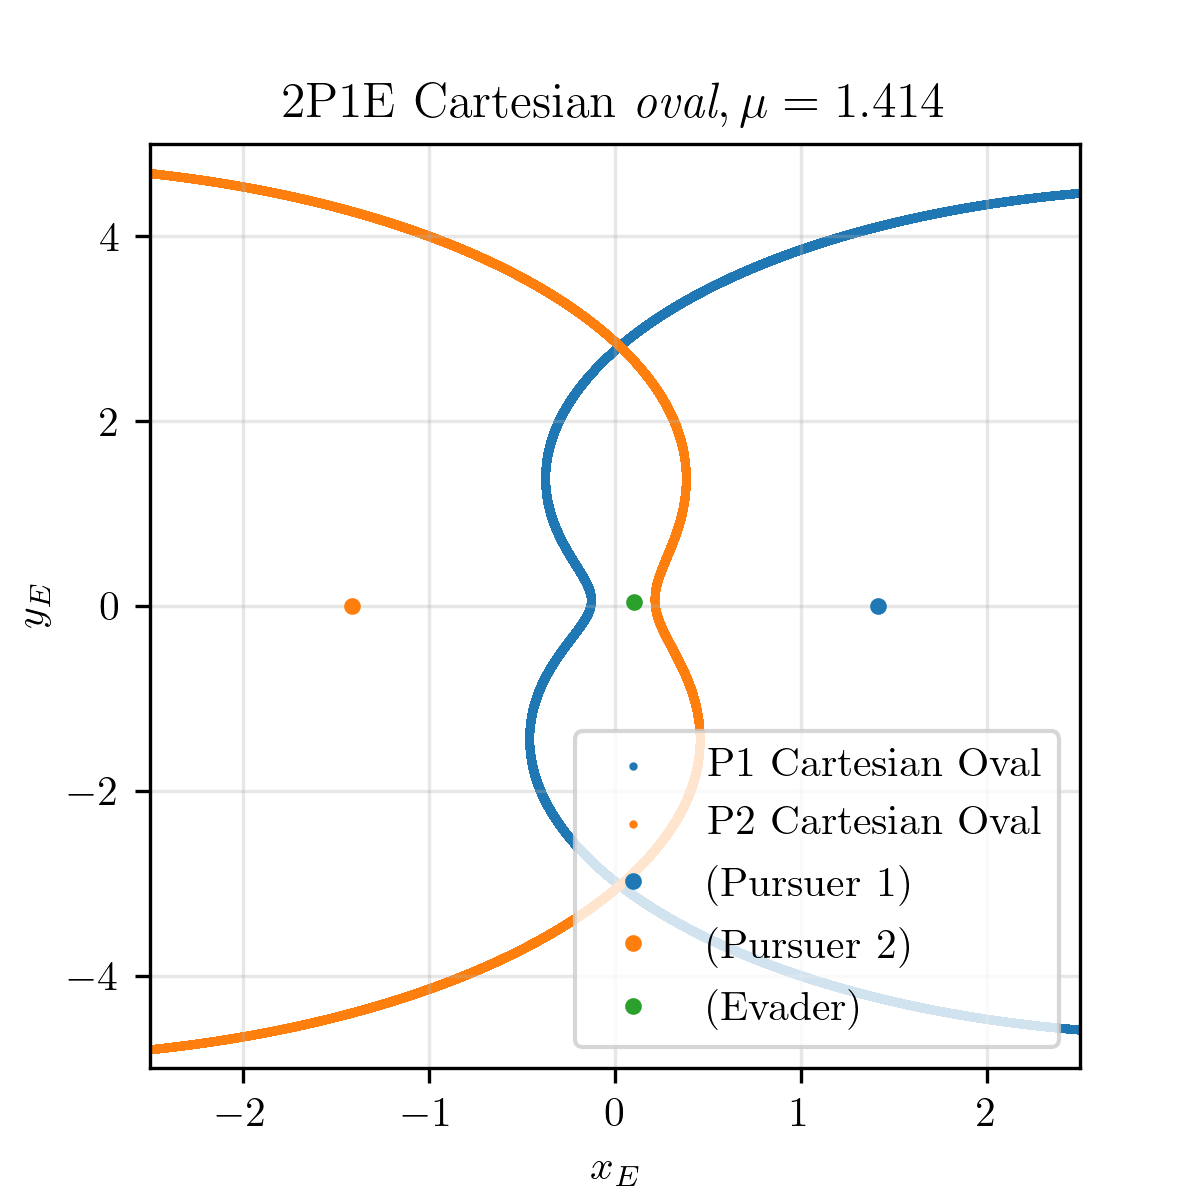 2P1E Cartesian oval, μ = 1.414
4
2
0
−2
−4
y_E
−2
−1
0
1
2
x_E
P1 Cartesian Oval
P2 Cartesian Oval
(Pursuer 1)
(Pursuer 2)
(Evader)